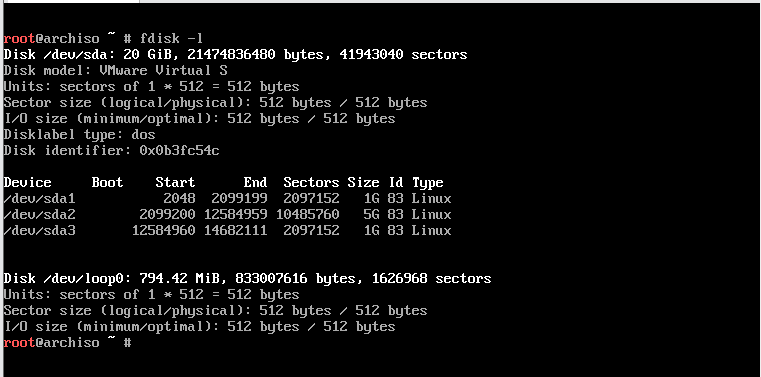 root@archiso ~ # fdisk -l
Disk /dev/sda: 20 GiB, 21474836480 bytes, 41943040 sectors
Disk model: VMware Virtual S
Units: sectors of 1 * 512 = 512 bytes
Sector size (logical/physical): 512 bytes / 512 bytes
I/O size (minimum/optimal): 512 bytes / 512 bytes
Disklabel type: dos
Disk identifier: 0x0b3fc54c
Device     Boot    Start      End  Sectors Size Id Type
/dev/sda1           2048  2099199  2097152   1G 83 Linux
/dev/sda2        2099200 12584959 10485760   5G 83 Linux
/dev/sda3       12584960 14682111  2097152   1G 83 Linux
Disk /dev/loop0: 794.42 MiB, 833007616 bytes, 1626968 sectors
Units: sectors of 1 * 512 = 512 bytes
Sector size (logical/physical): 512 bytes / 512 bytes
I/O size (minimum/optimal): 512 bytes / 512 bytes
root@archiso ~ #